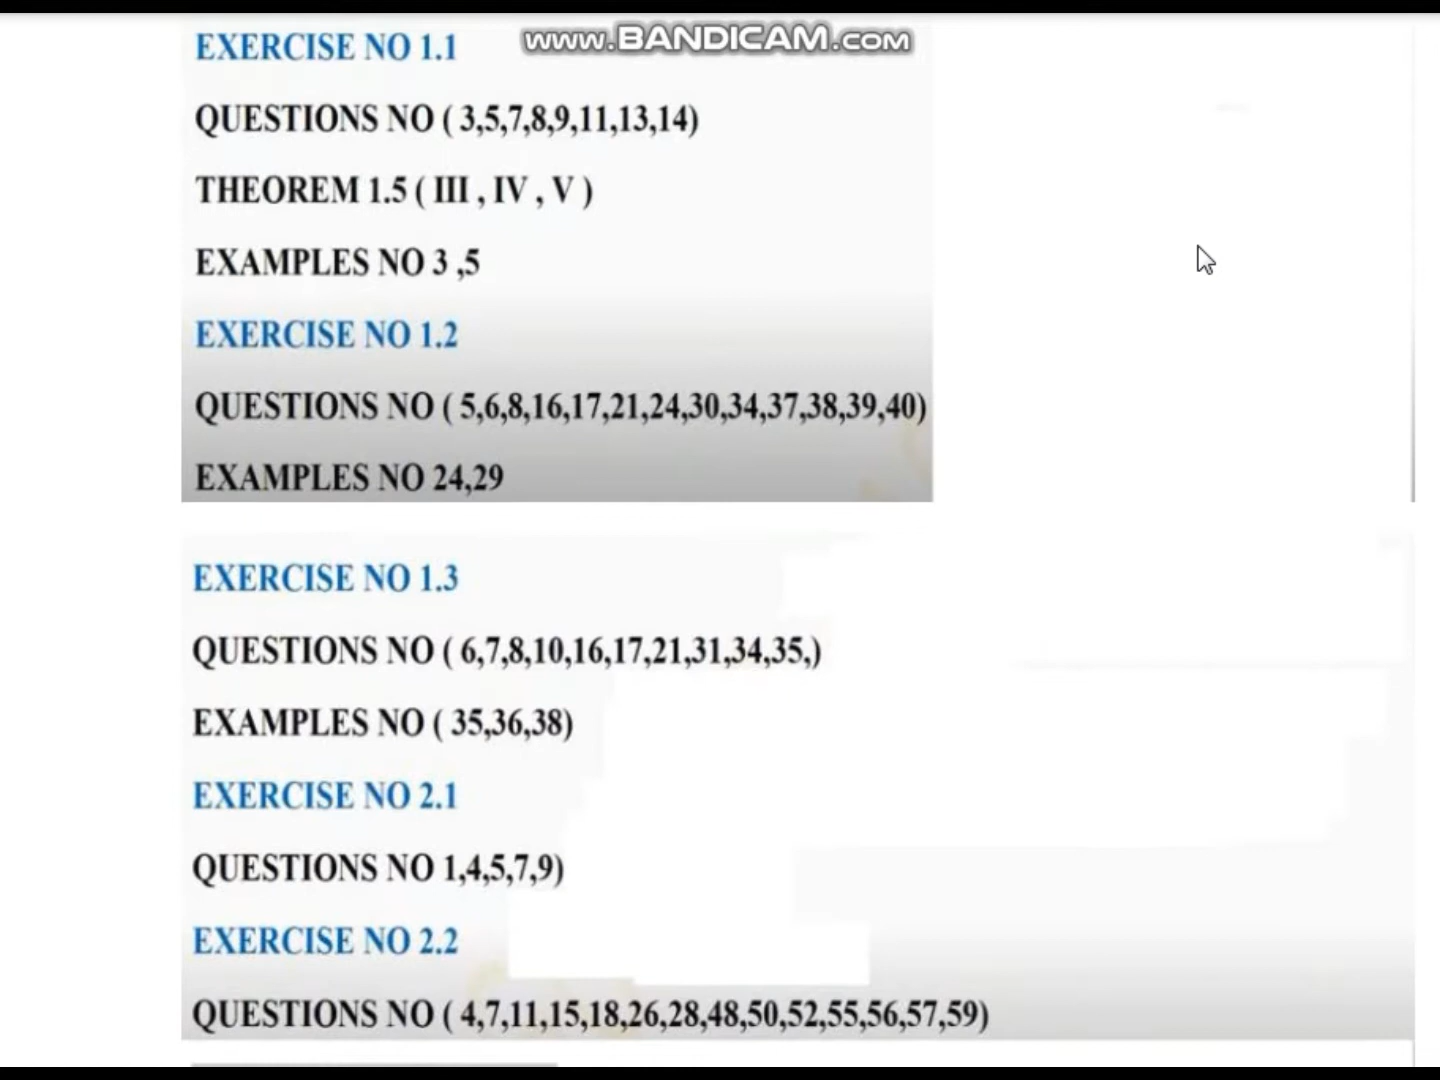 www.BANDICAM.com
EXERCISE NO 1.1
QUESTIONS NO ( 3,5,7,8,9,11,13,14)
THEOREM 1.5 ( III , IV , V )
EXAMPLES NO 3 ,5
EXERCISE NO 1.2
QUESTIONS NO ( 5,6,8,16,17,21,24,30,34,37,38,39,40)
EXAMPLES NO 24,29
EXERCISE NO 1.3
QUESTIONS NO ( 6,7,8,10,16,17,21,31,34,35,)
EXAMPLES NO ( 35,36,38)
EXERCISE NO 2.1
QUESTIONS NO 1,4,5,7,9)
EXERCISE NO 2.2
QUESTIONS NO ( 4,7,11,15,18,26,28,48,50,52,55,56,57,59)